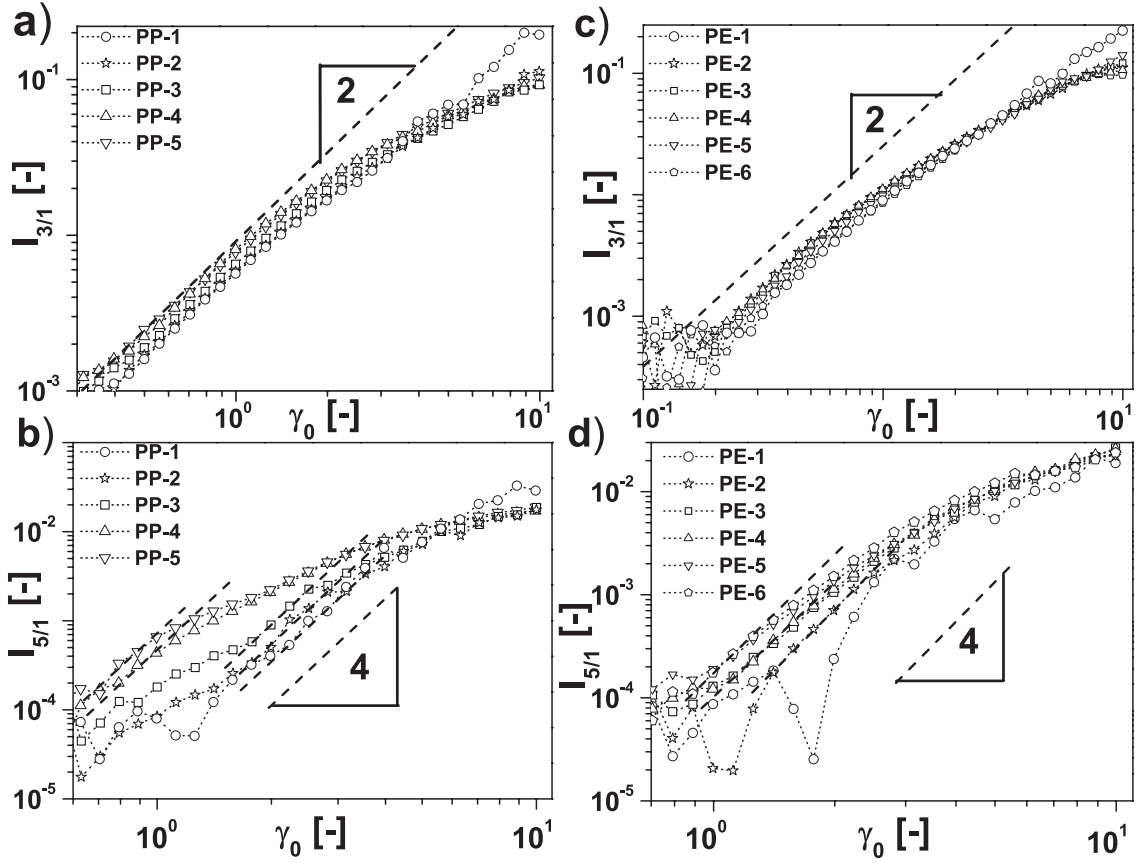 a)
PP-1
PP-2
PP-3
PP-4
PP-5
2
10⁻¹
10⁻³
I₃/₁ [-]
10⁰
10¹
γ₀ [-]
c)
PE-1
PE-2
PE-3
PE-4
PE-5
PE-6
2
10⁻¹
10⁻³
I₃/₁ [-]
10⁻¹
10⁰
10¹
γ₀ [-]
b)
PP-1
PP-2
PP-3
PP-4
PP-5
4
10⁻¹
10⁻²
10⁻³
10⁻⁴
10⁻⁵
I₅/₁ [-]
10⁰
10¹
γ₀ [-]
d)
PE-1
PE-2
PE-3
PE-4
PE-5
PE-6
4
10⁻²
10⁻³
10⁻⁴
10⁻⁵
I₅/₁ [-]
10⁰
10¹
γ₀ [-]